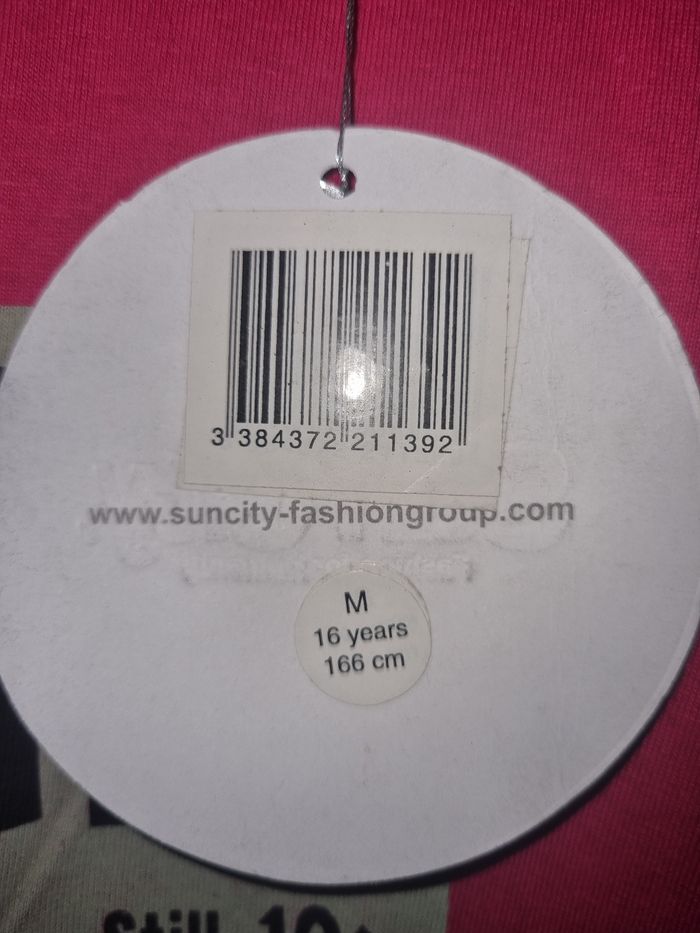 3 384372 211392
www.suncity-fashiongroup.com
M
16 years
166 cm